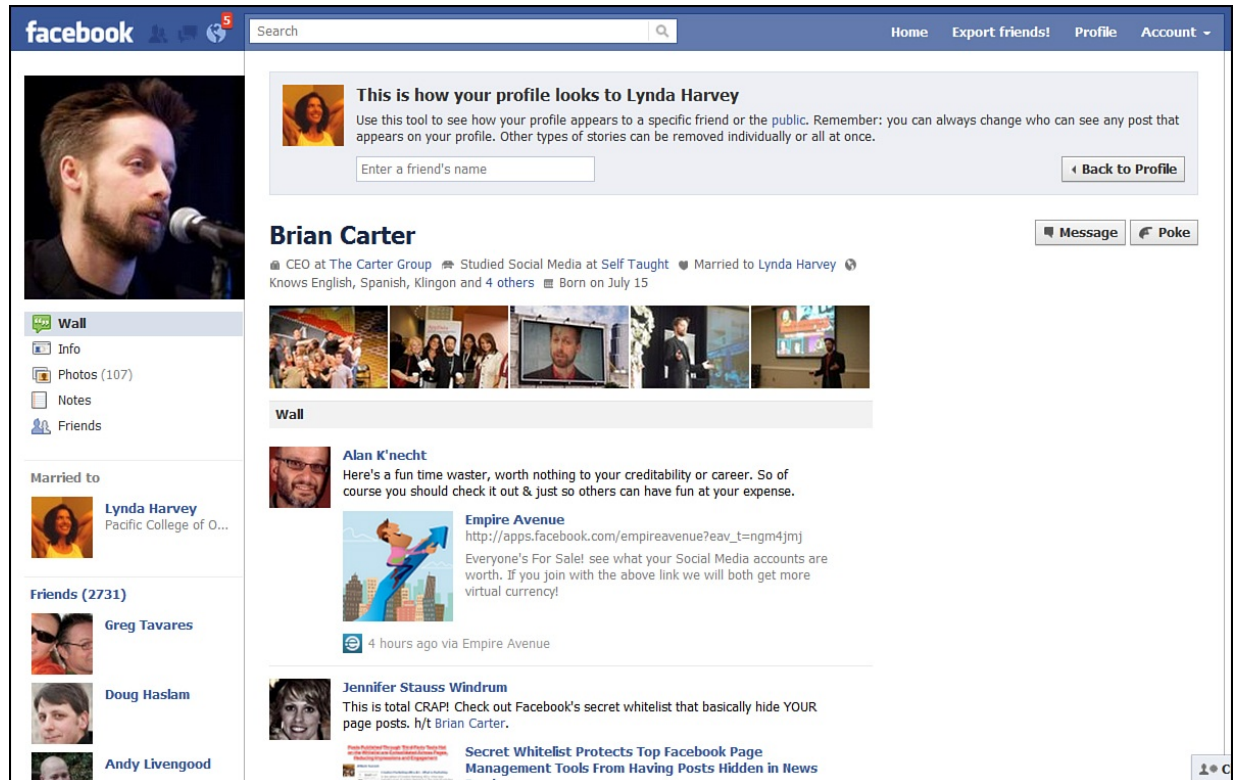 facebook
5
Search
Home Export friends! Profile Account
This is how your profile looks to Lynda Harvey
Use this tool to see how your profile appears to a specific friend or the public. Remember: you can always change who can see any post that
appears on your profile. Other types of stories can be removed individually or all at once.
Enter a friend's name
Back to Profile
Brian Carter
Message Poke
CEO at The Carter Group Studied Social Media at Self Taught Married to Lynda Harvey
Knows English, Spanish, Klingon and 4 others Born on July 15
Wall
Info
Photos (107)
Notes
Friends
Married to
Lynda Harvey
Pacific College of O...
Friends (2731)
Greg Tavares
Doug Haslam
Andy Livengood
Wall
Alan K'necht
Here's a fun time waster, worth nothing to your creditability or career. So of
course you should check it out & just so others can have fun at your expense.
Empire Avenue
http://apps.facebook.com/empireavenue?eav_t=ngm4jmj
Everyone's For Sale! see what your Social Media accounts are
worth. If you join with the above link we will both get more
virtual currency!
4 hours ago via Empire Avenue
Jennifer Stauss Windrum
This is total CRAP! Check out Facebook's secret whitelist that basically hide YOUR
page posts. h/t Brian Carter.
Secret Whitelist Protects Top Facebook Page
Management Tools From Having Posts Hidden in News
C